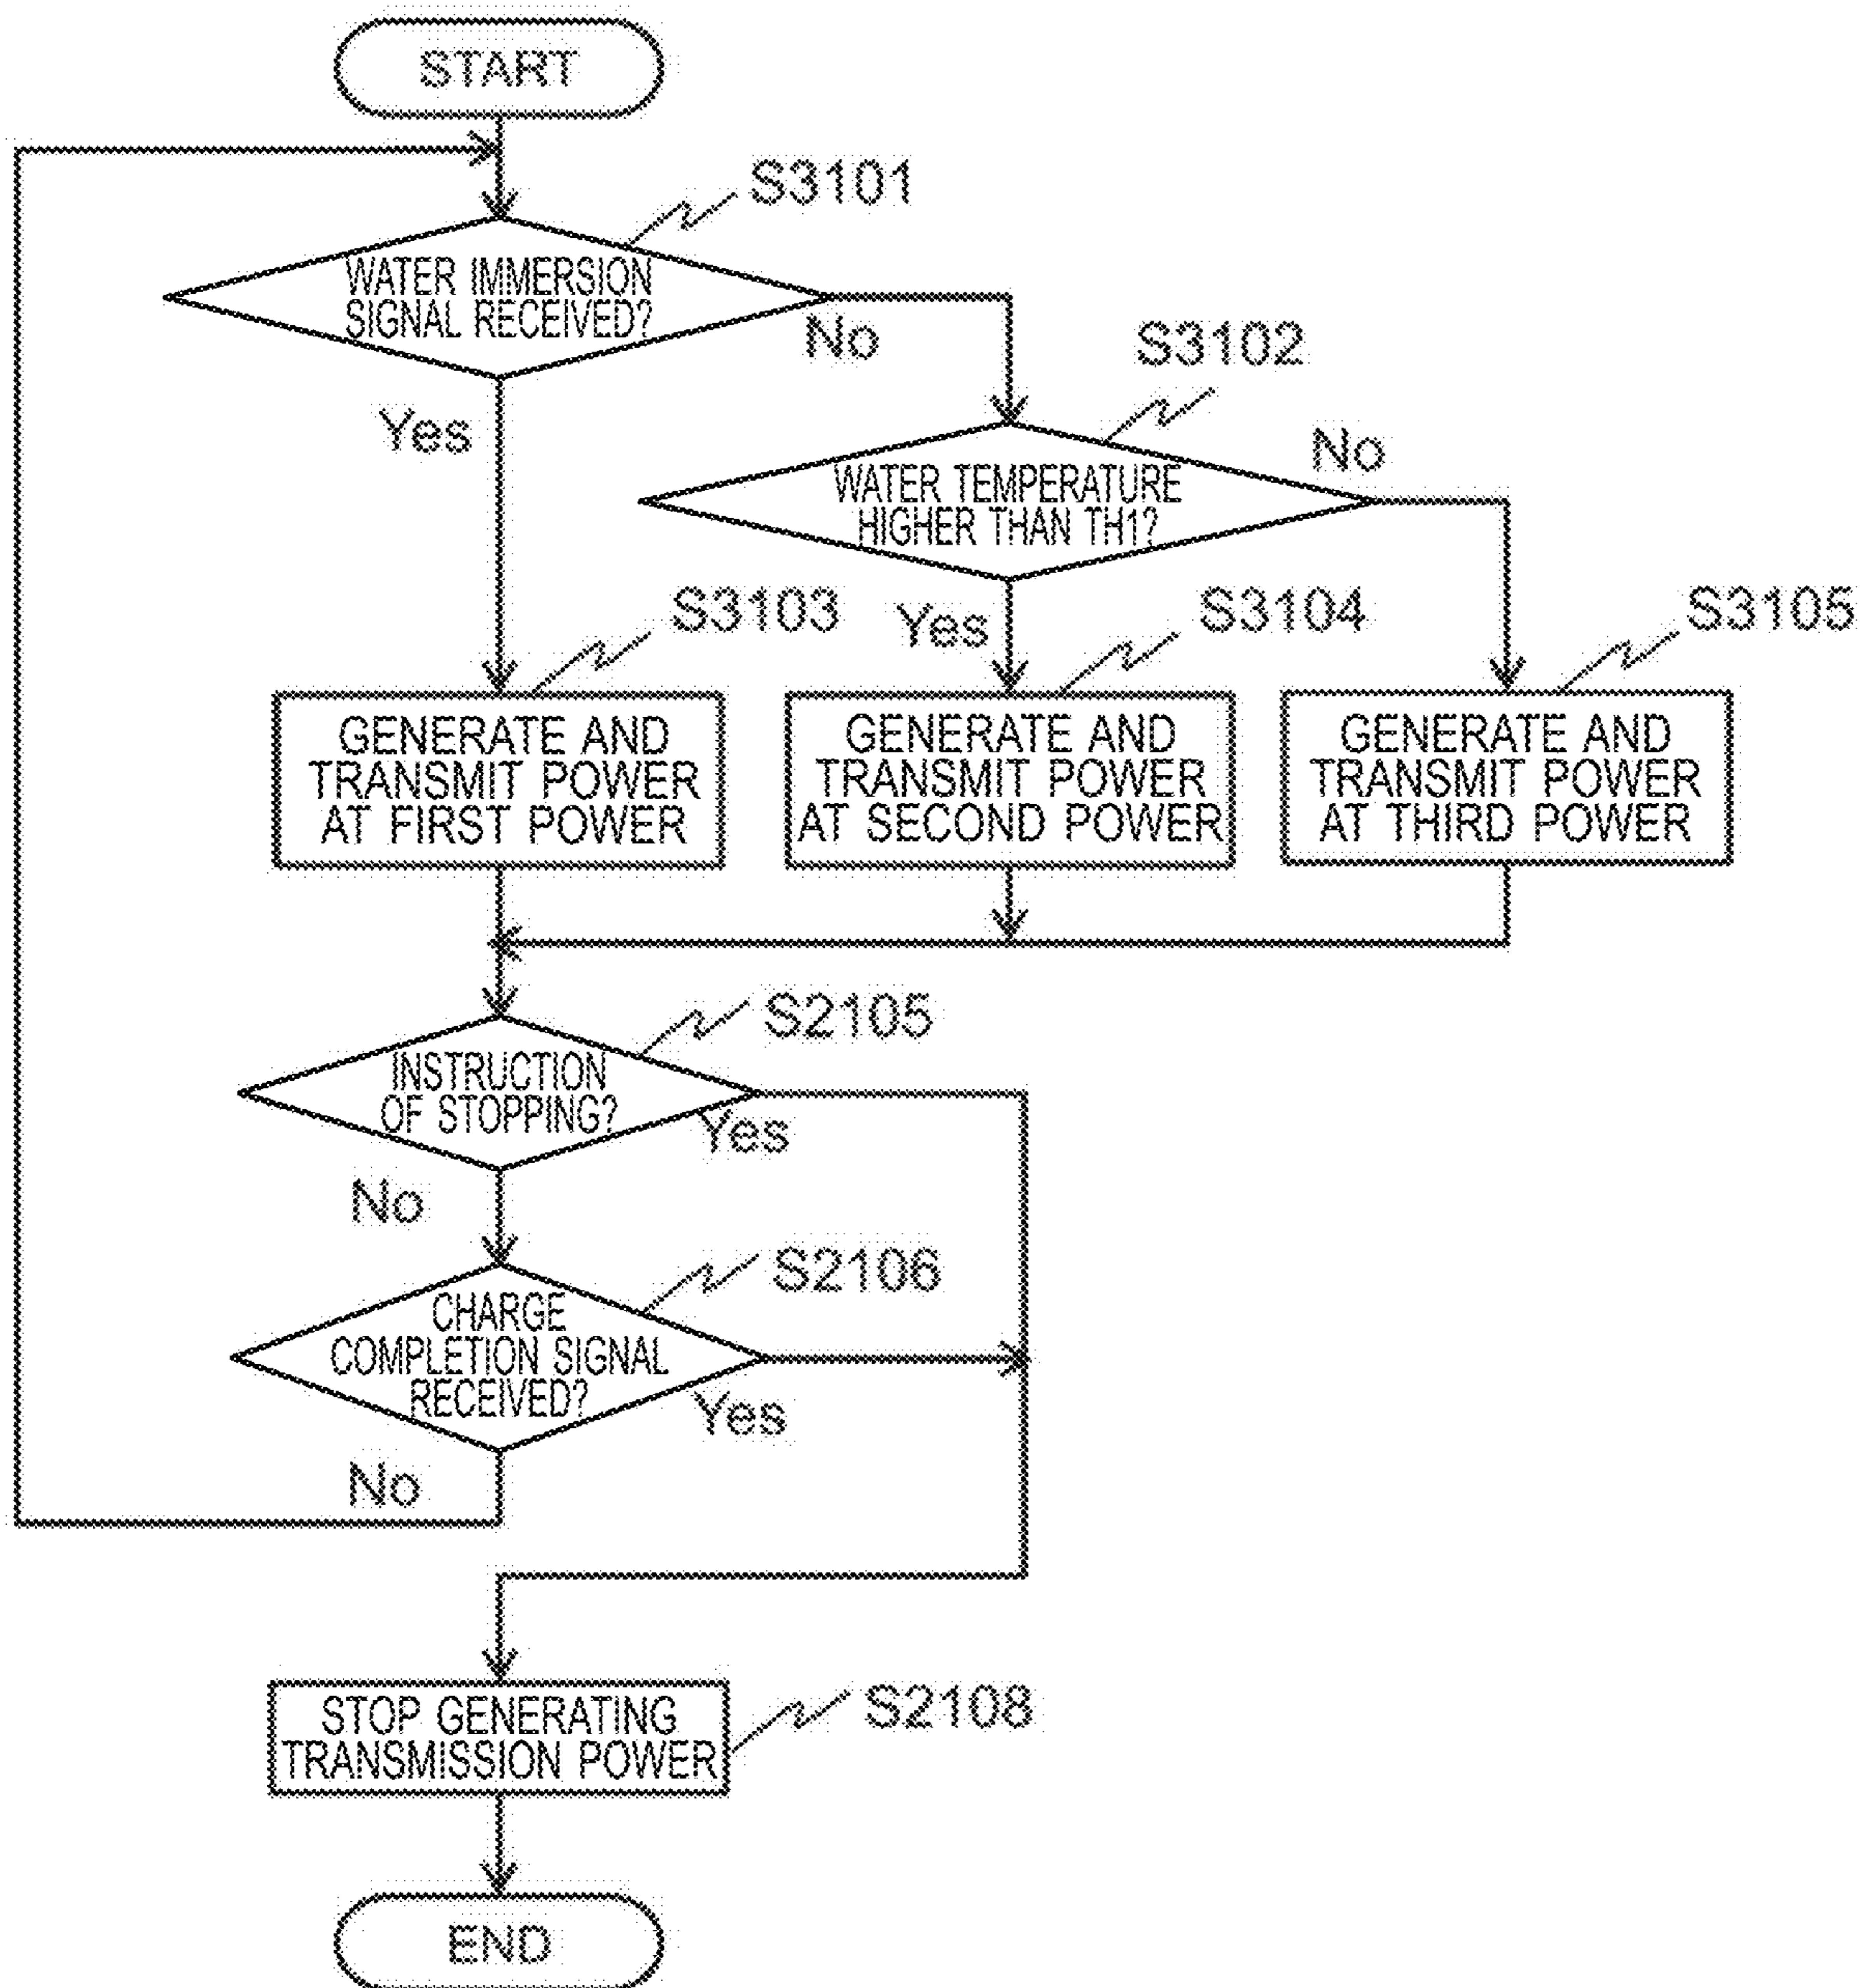 START
S3101
WATER IMMERSION
SIGNAL RECEIVED?
No
Yes
S3102
WATER TEMPERATURE
HIGHER THAN TH1?
No
Yes
S3103
GENERATE AND
TRANSMIT POWER
AT FIRST POWER
S3104
GENERATE AND
TRANSMIT POWER
AT SECOND POWER
S3105
GENERATE AND
TRANSMIT POWER
AT THIRD POWER
S2105
INSTRUCTION
OF STOPPING?
Yes
No
S2106
CHARGE
COMPLETION SIGNAL
RECEIVED?
Yes
No
STOP GENERATING
TRANSMISSION POWER
S2108
END